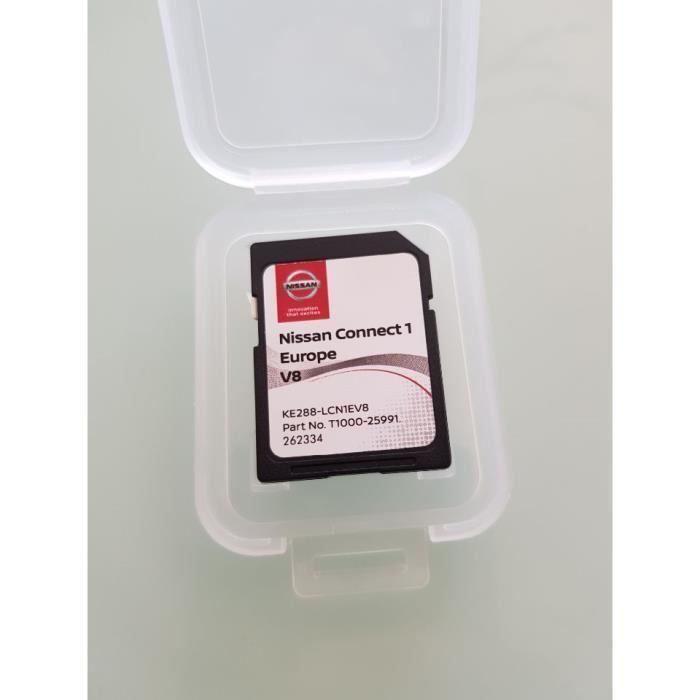 NISSAN
innovation
that excites
Nissan Connect 1
Europe
V8
KE288-LCN1EV8
Part No. T1000-25991
262334